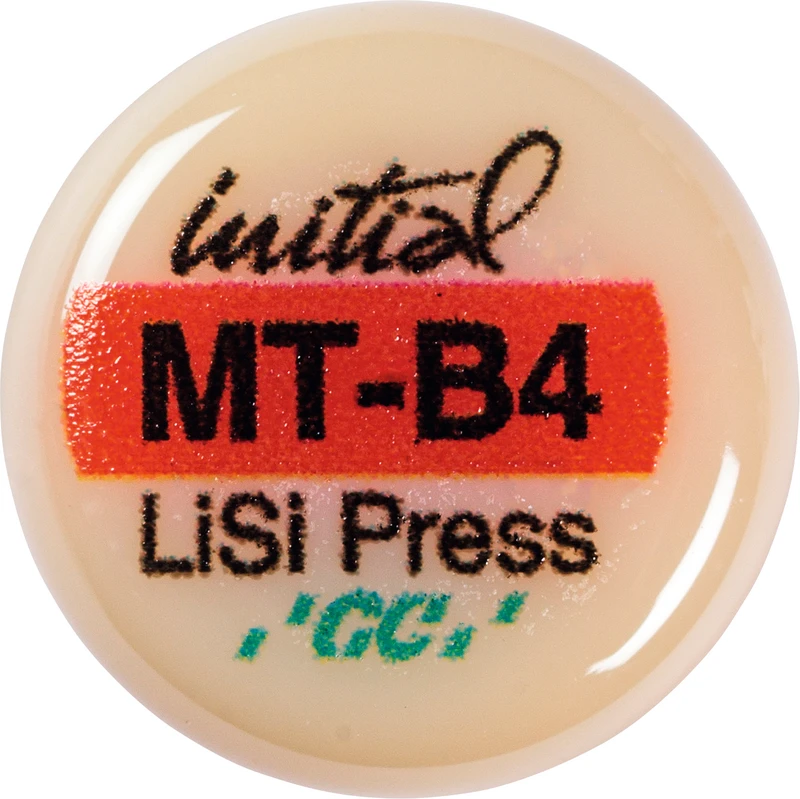 initial
MT-B4
LiSi Press
'GC'